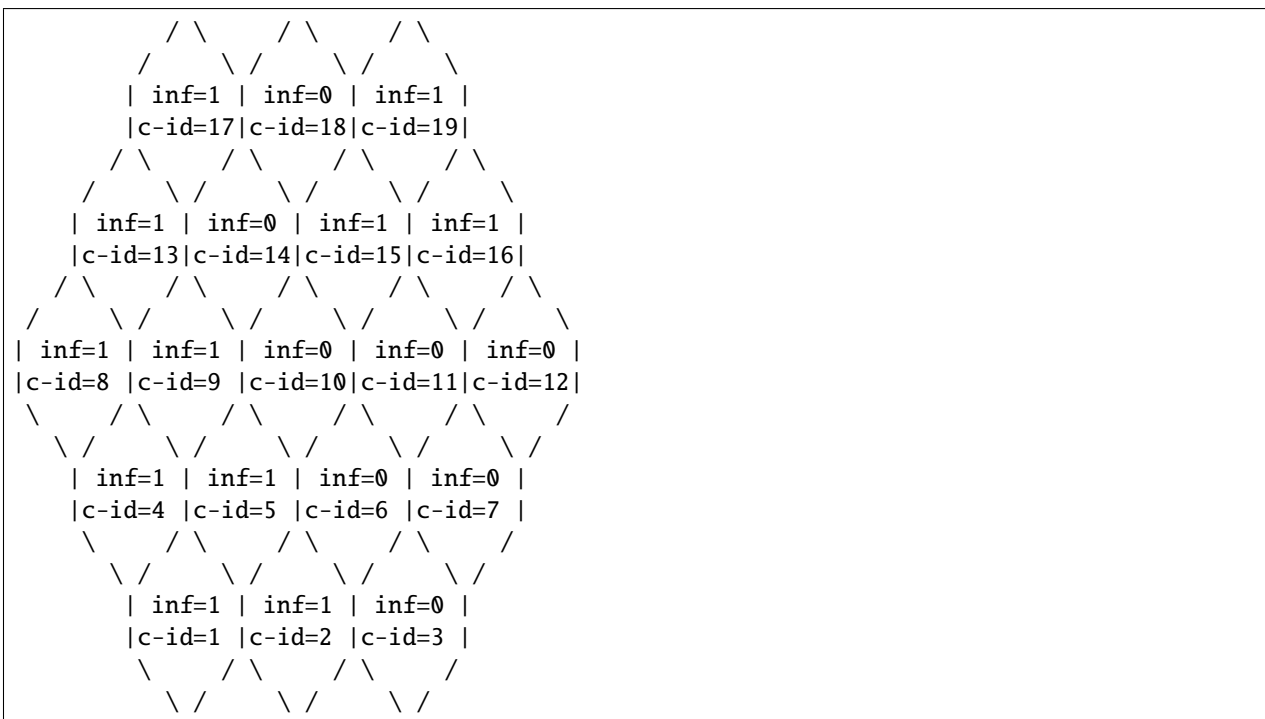 / \     / \     / \
/     \ /     \ /     \
| inf=1 | inf=0 | inf=1 |
|c-id=17|c-id=18|c-id=19|
/ \     / \     / \     / \
/     \ /     \ /     \ /     \
| inf=1 | inf=0 | inf=1 | inf=1 |
|c-id=13|c-id=14|c-id=15|c-id=16|
/ \     / \     / \     / \     / \
/     \ /     \ /     \ /     \ /     \
| inf=1 | inf=1 | inf=0 | inf=0 | inf=0 |
|c-id=8 |c-id=9 |c-id=10|c-id=11|c-id=12|
\     / \     / \     / \     / \     /
\ /     \ /     \ /     \ /     \ /
| inf=1 | inf=1 | inf=0 | inf=0 |
|c-id=4 |c-id=5 |c-id=6 |c-id=7 |
\     / \     / \     / \     /
\ /     \ /     \ /     \ /
| inf=1 | inf=1 | inf=0 |
|c-id=1 |c-id=2 |c-id=3 |
\     / \     / \     /
\ /     \ /     \ /